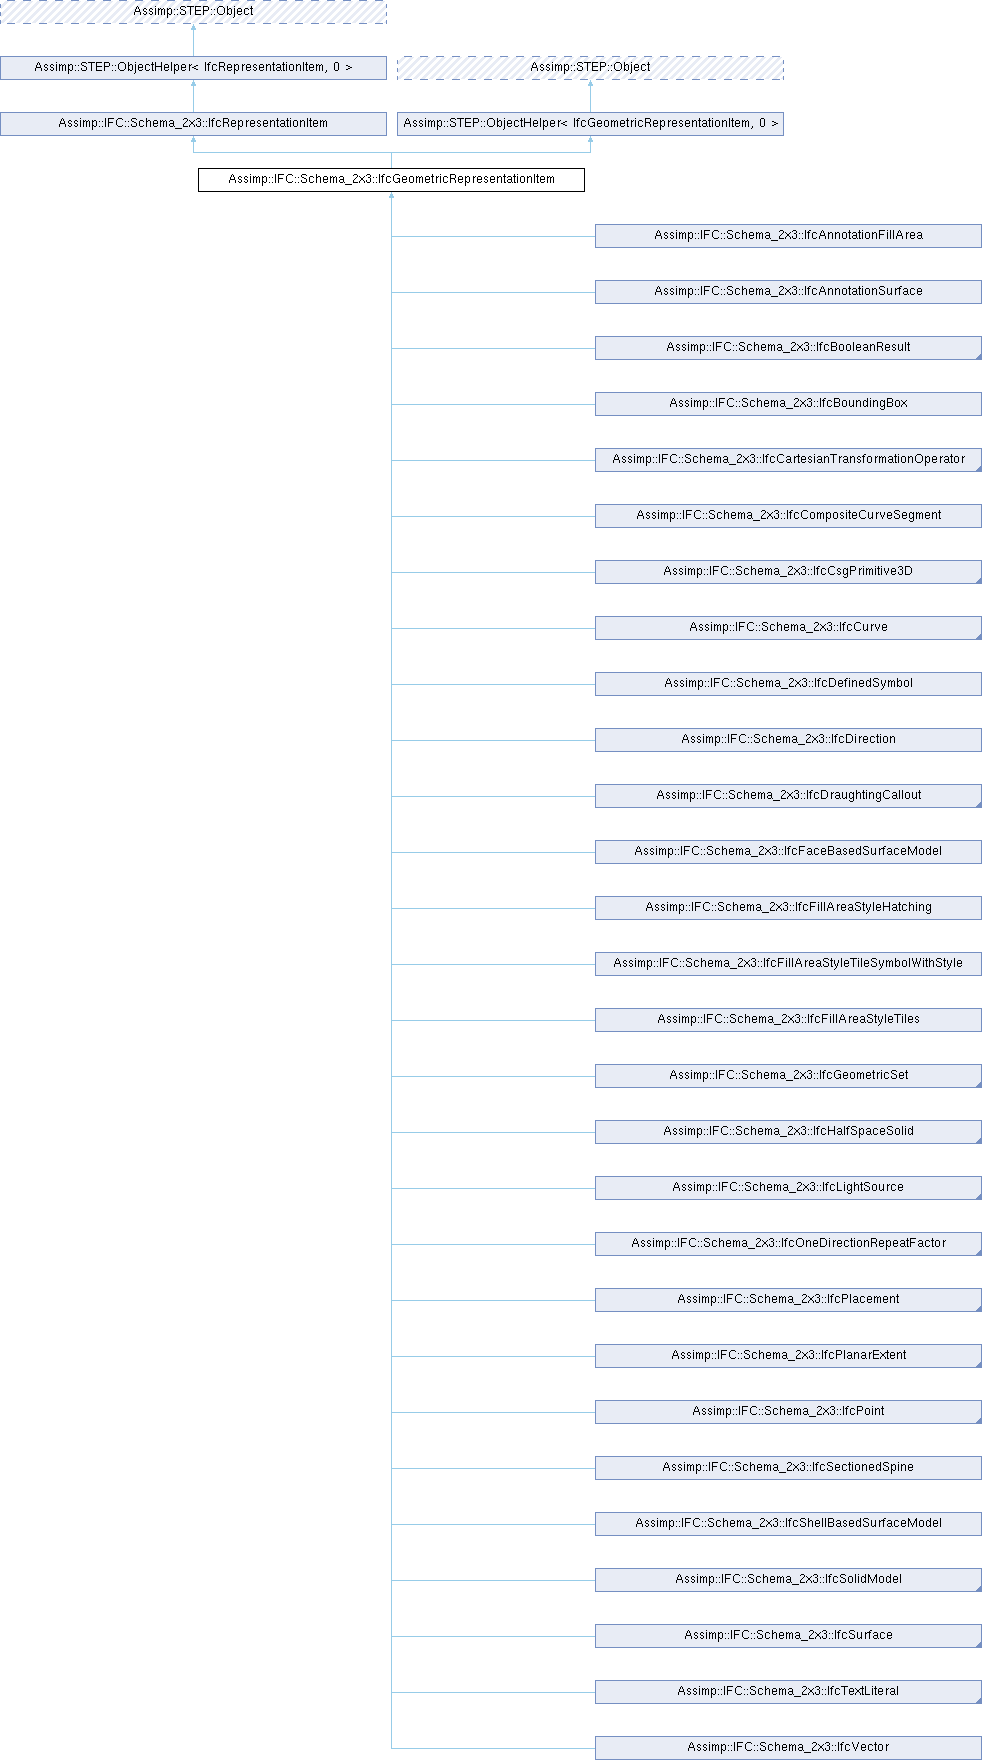 Assimp::STEP::Object
Assimp::STEP::ObjectHelper< IfcRepresentationItem, 0 >
Assimp::STEP::Object
Assimp::IFC::Schema_2x3::IfcRepresentationItem
Assimp::STEP::ObjectHelper< IfcGeometricRepresentationItem, 0 >
Assimp::IFC::Schema_2x3::IfcGeometricRepresentationItem
Assimp::IFC::Schema_2x3::IfcAnnotationFillArea
Assimp::IFC::Schema_2x3::IfcAnnotationSurface
Assimp::IFC::Schema_2x3::IfcBooleanResult
Assimp::IFC::Schema_2x3::IfcBoundingBox
Assimp::IFC::Schema_2x3::IfcCartesianTransformationOperator
Assimp::IFC::Schema_2x3::IfcCompositeCurveSegment
Assimp::IFC::Schema_2x3::IfcCsgPrimitive3D
Assimp::IFC::Schema_2x3::IfcCurve
Assimp::IFC::Schema_2x3::IfcDefinedSymbol
Assimp::IFC::Schema_2x3::IfcDirection
Assimp::IFC::Schema_2x3::IfcDraughtingCallout
Assimp::IFC::Schema_2x3::IfcFaceBasedSurfaceModel
Assimp::IFC::Schema_2x3::IfcFillAreaStyleHatching
Assimp::IFC::Schema_2x3::IfcFillAreaStyleTileSymbolWithStyle
Assimp::IFC::Schema_2x3::IfcFillAreaStyleTiles
Assimp::IFC::Schema_2x3::IfcGeometricSet
Assimp::IFC::Schema_2x3::IfcHalfSpaceSolid
Assimp::IFC::Schema_2x3::IfcLightSource
Assimp::IFC::Schema_2x3::IfcOneDirectionRepeatFactor
Assimp::IFC::Schema_2x3::IfcPlacement
Assimp::IFC::Schema_2x3::IfcPlanarExtent
Assimp::IFC::Schema_2x3::IfcPoint
Assimp::IFC::Schema_2x3::IfcSectionedSpine
Assimp::IFC::Schema_2x3::IfcShellBasedSurfaceModel
Assimp::IFC::Schema_2x3::IfcSolidModel
Assimp::IFC::Schema_2x3::IfcSurface
Assimp::IFC::Schema_2x3::IfcTextLiteral
Assimp::IFC::Schema_2x3::IfcVector